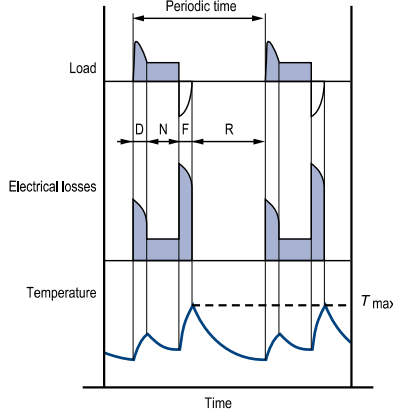 Periodic time
Load
D N F R
Electrical losses
Temperature
T max
Time